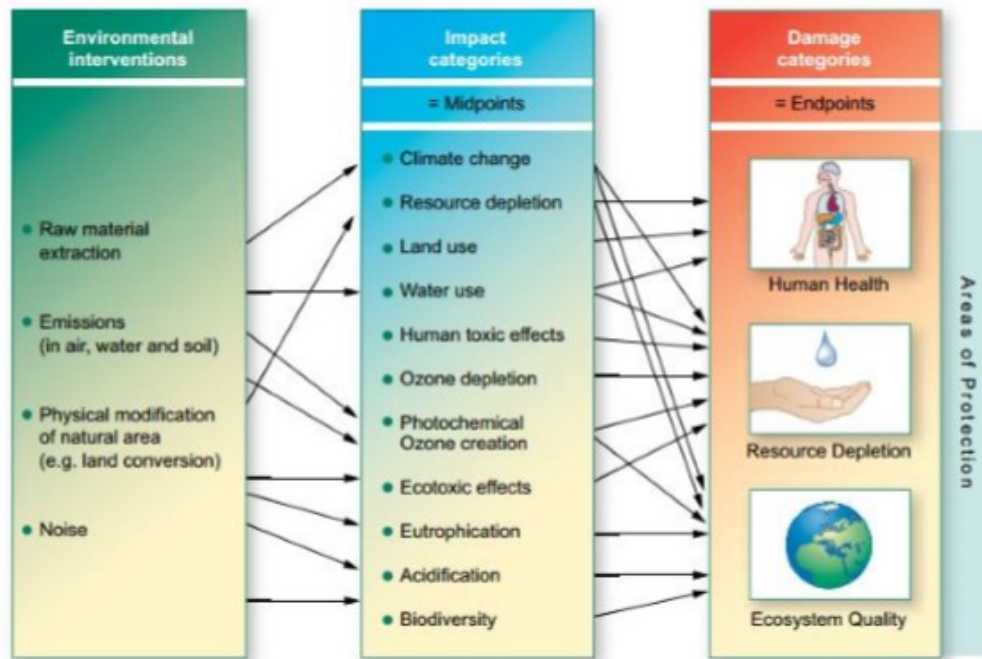 Environmental
interventions
• Raw material
extraction
• Emissions
(in air, water and soil)
• Physical modification
of natural area
(e.g. land conversion)
• Noise
Impact
categories
= Midpoints
• Climate change
• Resource depletion
• Land use
• Water use
• Human toxic effects
• Ozone depletion
• Photochemical
Ozone creation
• Ecotoxic effects
• Eutrophication
• Acidification
• Biodiversity
Damage
categories
= Endpoints
Human Health
Resource Depletion
Ecosystem Quality
Areas of Protection